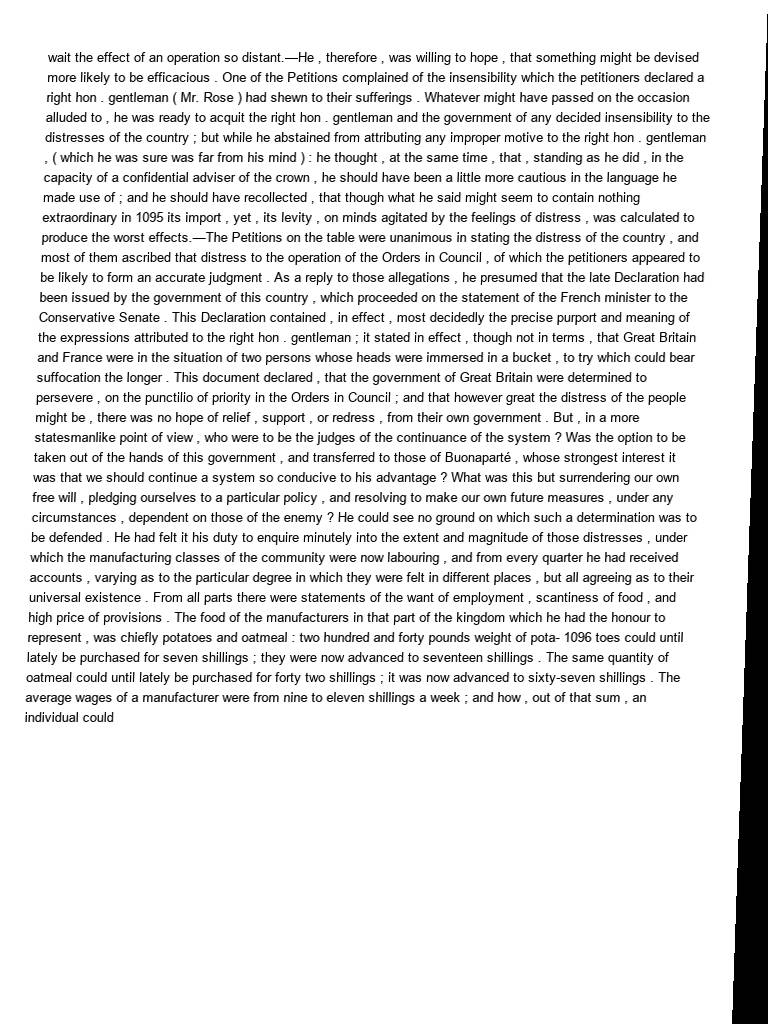 wait the effect of an operation so distant.—He , therefore , was willing to hope , that something might be devised
more likely to be efficacious . One of the Petitions complained of the insensibility which the petitioners declared a
right hon . gentleman ( Mr. Rose ) had shewn to their sufferings . Whatever might have passed on the occasion
alluded to , he was ready to acquit the right hon . gentleman and the government of any decided insensibility to the
distresses of the country ; but while he abstained from attributing any improper motive to the right hon . gentleman
, ( which he was sure was far from his mind ) : he thought , at the same time , that , standing as he did , in the
capacity of a confidential adviser of the crown , he should have been a little more cautious in the language he
made use of ; and he should have recollected , that though what he said might seem to contain nothing
extraordinary in 1095 its import , yet , its levity , on minds agitated by the feelings of distress , was calculated to
produce the worst effects.—The Petitions on the table were unanimous in stating the distress of the country , and
most of them ascribed that distress to the operation of the Orders in Council , of which the petitioners appeared to
be likely to form an accurate judgment . As a reply to those allegations , he presumed that the late Declaration had
been issued by the government of this country , which proceeded on the statement of the French minister to the
Conservative Senate . This Declaration contained , in effect , most decidedly the precise purport and meaning of
the expressions attributed to the right hon . gentleman ; it stated in effect , though not in terms , that Great Britain
and France were in the situation of two persons whose heads were immersed in a bucket , to try which could bear
suffocation the longer . This document declared , that the government of Great Britain were determined to
persevere , on the punctilio of priority in the Orders in Council ; and that however great the distress of the people
might be , there was no hope of relief , support , or redress , from their own government . But , in a more
statesmanlike point of view , who were to be the judges of the continuance of the system ? Was the option to be
taken out of the hands of this government , and transferred to those of Buonaparté , whose strongest interest it
was that we should continue a system so conducive to his advantage ? What was this but surrendering our own
free will , pledging ourselves to a particular policy , and resolving to make our own future measures , under any
circumstances , dependent on those of the enemy ? He could see no ground on which such a determination was to
be defended . He had felt it his duty to enquire minutely into the extent and magnitude of those distresses , under
which the manufacturing classes of the community were now labouring , and from every quarter he had received
accounts , varying as to the particular degree in which they were felt in different places , but all agreeing as to their
universal existence . From all parts there were statements of the want of employment , scantiness of food , and
high price of provisions . The food of the manufacturers in that part of the kingdom which he had the honour to
represent , was chiefly potatoes and oatmeal : two hundred and forty pounds weight of pota- 1096 toes could until
lately be purchased for seven shillings ; they were now advanced to seventeen shillings . The same quantity of
oatmeal could until lately be purchased for forty two shillings ; it was now advanced to sixty-seven shillings . The
average wages of a manufacturer were from nine to eleven shillings a week ; and how , out of that sum , an
individual could